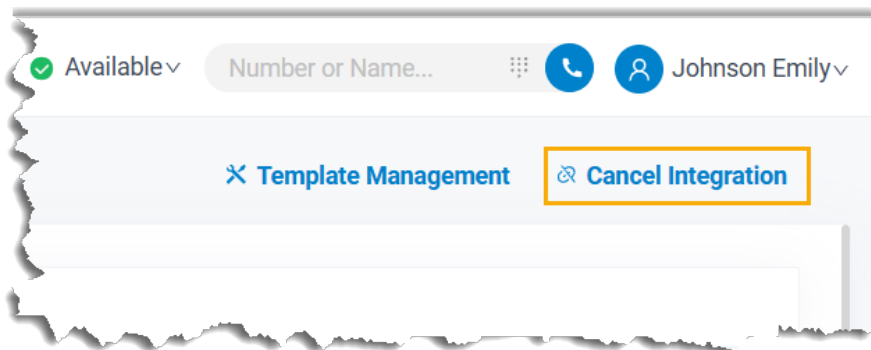 Available Number or Name... Johnson Emily
Template Management Cancel Integration